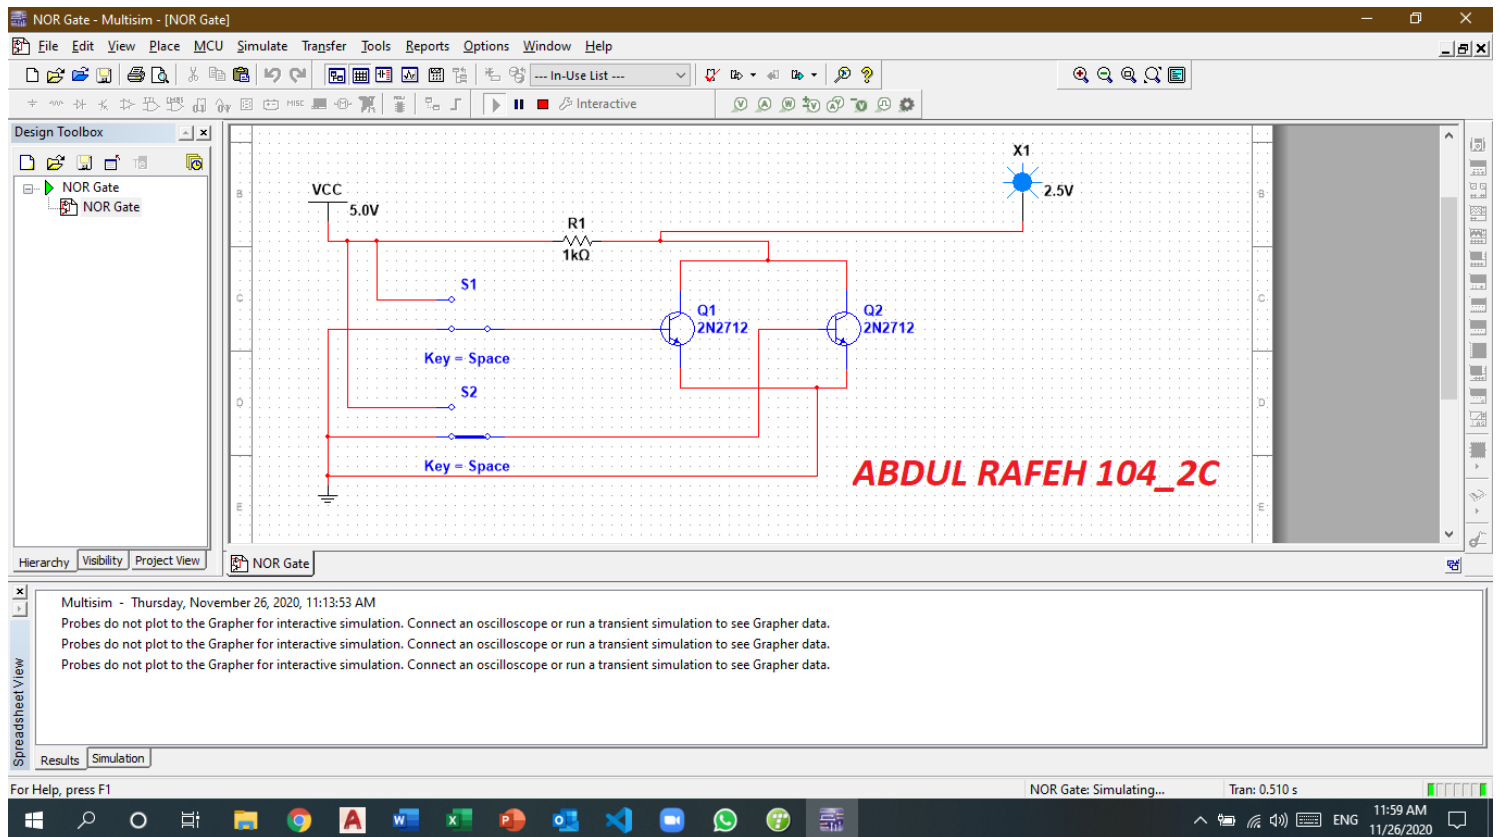 NOR Gate - Multisim - [NOR Gate]
File Edit View Place MCU Simulate Transfer Tools Reports Options Window Help
--- In-Use List ---
Interactive
Design Toolbox
NOR Gate
NOR Gate
Hierarchy Visibility Project View
B
C
D
E
VCC
5.0V
R1
1kΩ
X1
2.5V
S1
Key = Space
S2
Key = Space
Q1
2N2712
Q2
2N2712
ABDUL RAFEH 104_2C
B
C
D
E
NOR Gate
Spreadsheet View
Multisim - Thursday, November 26, 2020, 11:13:53 AM
Probes do not plot to the Grapher for interactive simulation. Connect an oscilloscope or run a transient simulation to see Grapher data.
Probes do not plot to the Grapher for interactive simulation. Connect an oscilloscope or run a transient simulation to see Grapher data.
Probes do not plot to the Grapher for interactive simulation. Connect an oscilloscope or run a transient simulation to see Grapher data.
Results Simulation
For Help, press F1
NOR Gate: Simulating...
Tran: 0.510 s
ENG
11:59 AM
11/26/2020